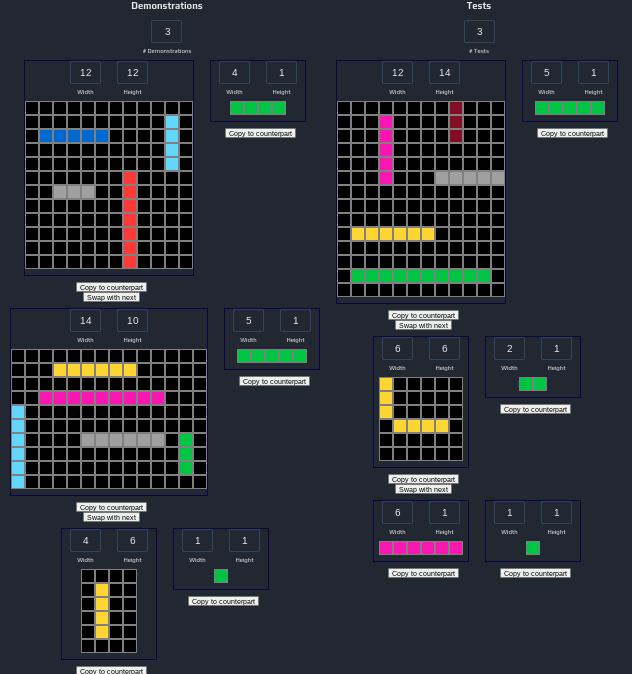 Demonstrations
3
# Demonstrations
12 12
Width Height
4 1
Width Height
Copy to counterpart
Copy to counterpart
Swap with next
14 10
Width Height
5 1
Width Height
Copy to counterpart
Copy to counterpart
Swap with next
4 6
Width Height
1 1
Width Height
Copy to counterpart
Copy to counterpart
Tests
3
# Tests
12 14
Width Height
5 1
Width Height
Copy to counterpart
Copy to counterpart
Swap with next
6 6
Width Height
2 1
Width Height
Copy to counterpart
Copy to counterpart
Swap with next
6 1
Width Height
1 1
Width Height
Copy to counterpart
Copy to counterpart